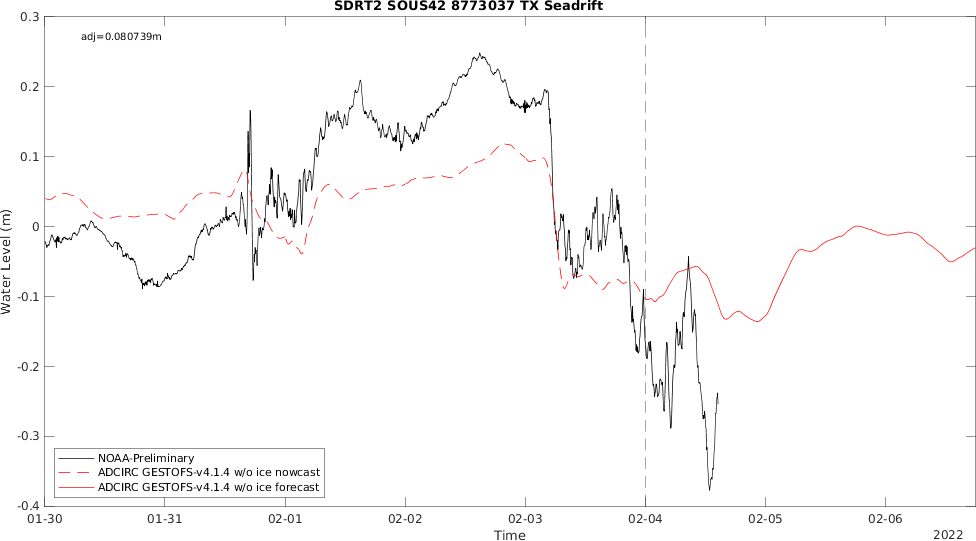 SDRT2 SOUS42 8773037 TX Seadrift
adj=0.080739m
0.3
0.2
0.1
0
-0.1
-0.2
-0.3
-0.4
Water Level (m)
NOAA-Preliminary
ADCIRC GESTOFS-v4.1.4 w/o ice nowcast
ADCIRC GESTOFS-v4.1.4 w/o ice forecast
01-30 01-31 02-01 02-02 02-03 02-04 02-05 02-06
Time
2022